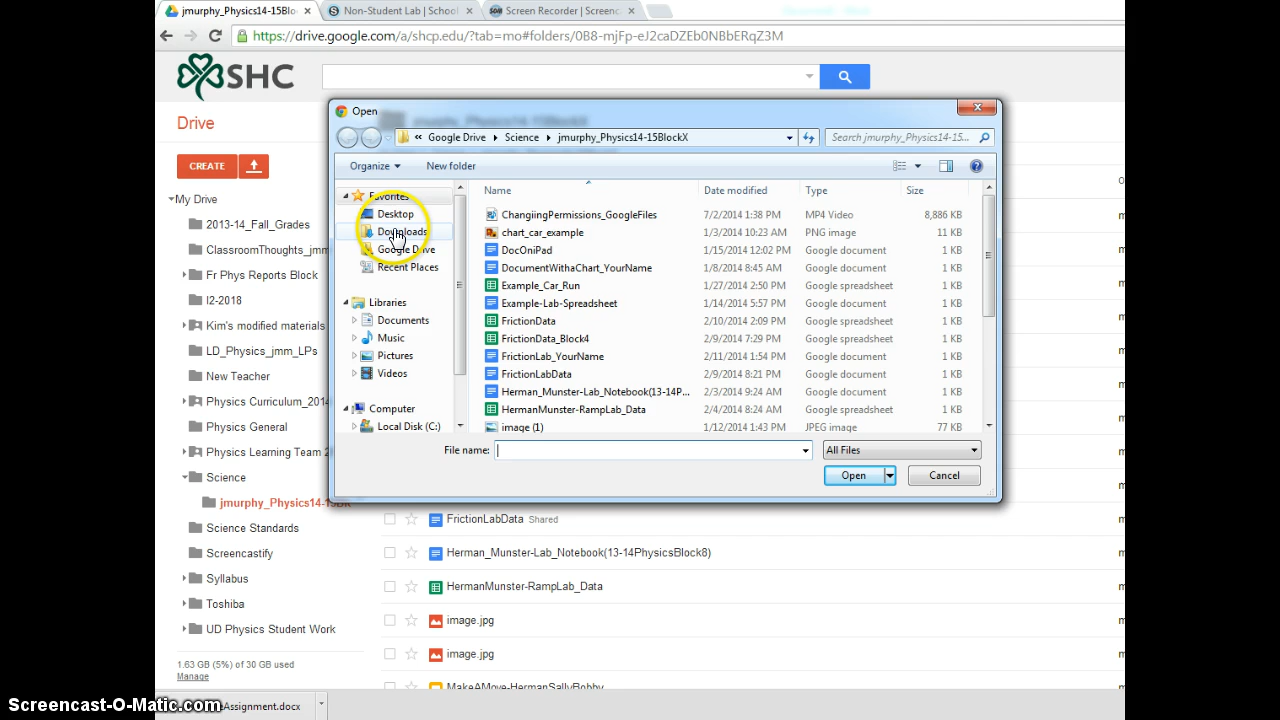 jmurphy_Physics14-15Bloc
Non-Student Lab | School
Screen Recorder | Screenc
https://drive.google.com/a/shcp.edu/?tab=mo#folders/0B8-mjFp-eJ2caDZEb0NBbERqZ3M
SHC
Drive
CREATE
My Drive
2013-14_Fall_Grades
ClassroomThoughts_jmm
Fr Phys Reports Block
I2-2018
Kim's modified materials
LD_Physics_jmm_LPs
New Teacher
Physics Curriculum_2014
Physics General
Physics Learning Team 2
Science
jmurphy_Physics14-15Bl
Science Standards
Screencastify
Syllabus
Toshiba
UD Physics Student Work
1.63 GB (5%) of 30 GB used
Manage
Open
« Google Drive Science jmurphy_Physics14-15BlockX
Search jmurphy_Physics14-15...
Organize New folder
Favorites
Desktop
Downloads
Google Drive
Recent Places
Libraries
Documents
Music
Pictures
Videos
Computer
Local Disk (C:)
Name Date modified Type Size
ChangiingPermissions_GoogleFiles 7/2/2014 1:38 PM MP4 Video 8,886 KB
chart_car_example 1/3/2014 10:23 AM PNG image 11 KB
DocOniPad 1/15/2014 12:02 PM Google document 1 KB
DocumentWithaChart_YourName 1/8/2014 8:45 AM Google document 1 KB
Example_Car_Run 1/27/2014 2:50 PM Google spreadsheet 1 KB
Example-Lab-Spreadsheet 1/14/2014 5:57 PM Google spreadsheet 1 KB
FrictionData 2/10/2014 2:09 PM Google spreadsheet 1 KB
FrictionData_Block4 2/9/2014 7:29 PM Google spreadsheet 1 KB
FrictionLab_YourName 2/11/2014 1:54 PM Google document 1 KB
FrictionLabData 2/9/2014 8:21 PM Google document 1 KB
Herman_Munster-Lab_Notebook(13-14P... 2/3/2014 9:24 AM Google document 1 KB
HermanMunster-RampLab_Data 2/4/2014 8:24 AM Google spreadsheet 1 KB
image (1) 1/12/2014 1:43 PM JPEG image 77 KB
File name: All Files
Open Cancel
FrictionLabData Shared
Herman_Munster-Lab_Notebook(13-14PhysicsBlock8)
HermanMunster-RampLab_Data
image.jpg
image.jpg
MakeAMove-HermanSallyBobby
Screencast-O-Matic.com
eAssignment.docx